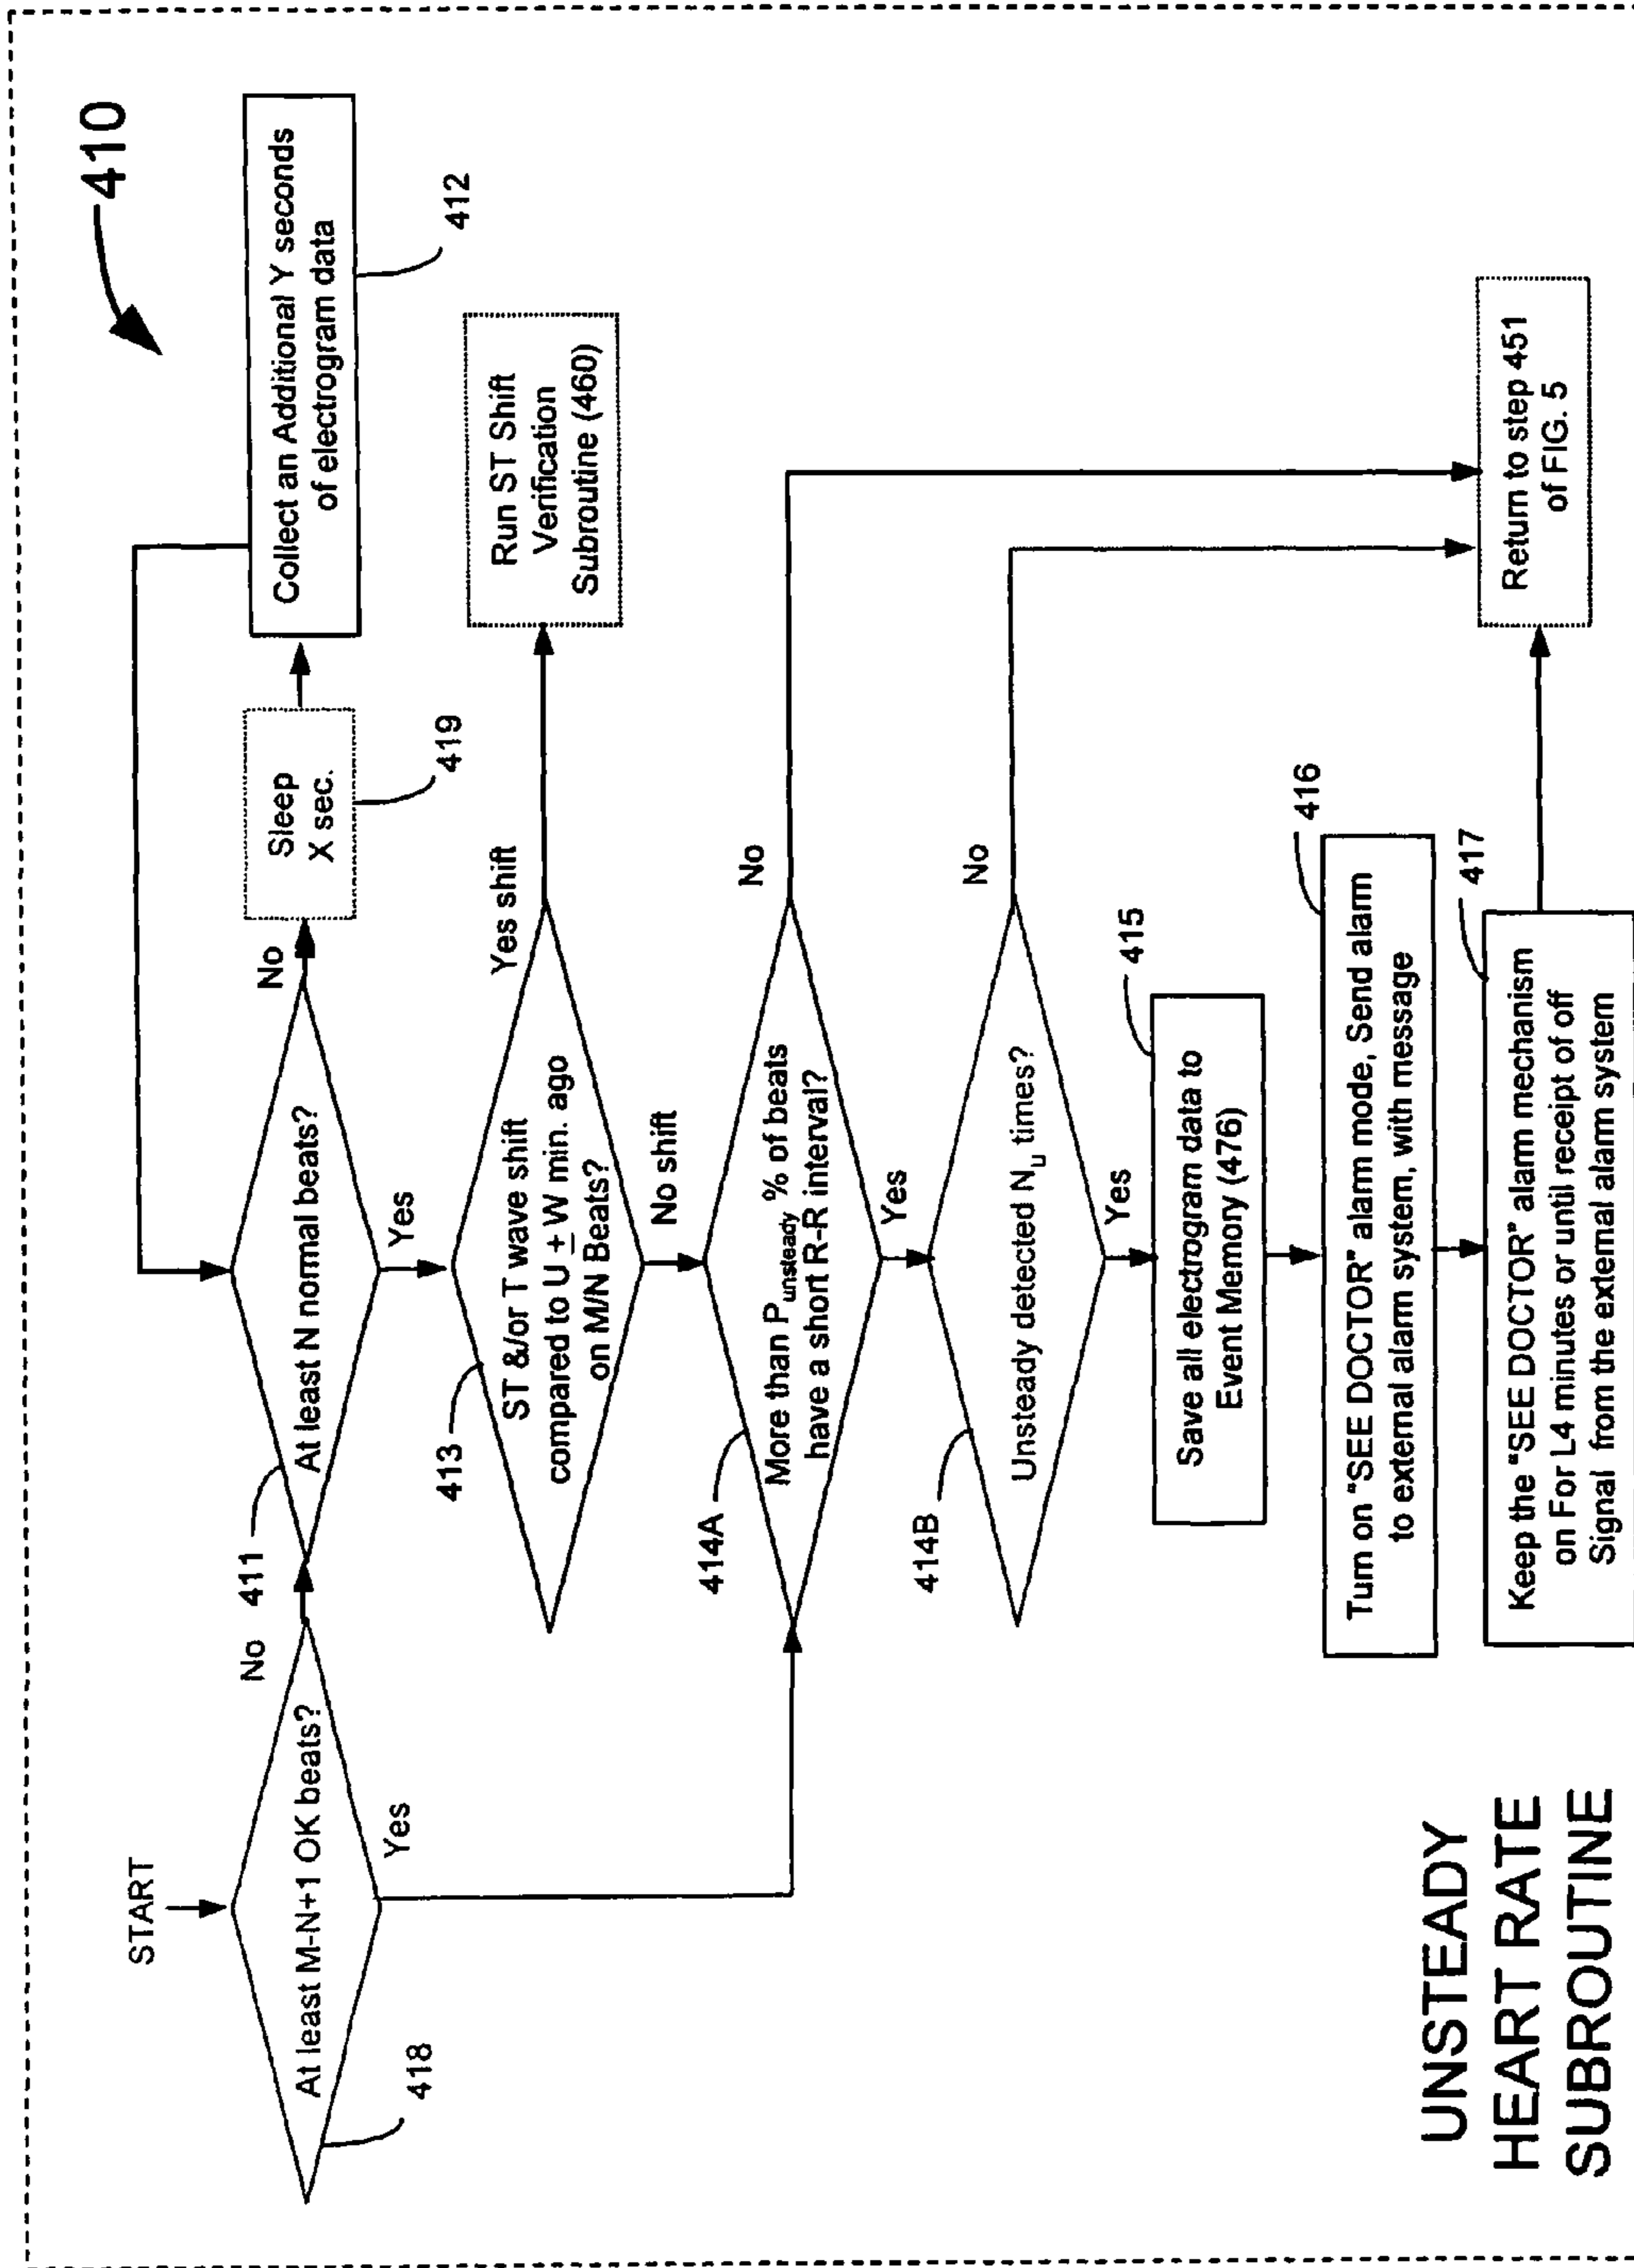 410
START
At least M-N+1 OK beats?
418
No
Yes
411
At least N normal beats?
No
Yes
Sleep
X sec.
419
Collect an Additional Y seconds
of electrogram data
412
413
ST &/or T wave shift
compared to U ± W min. ago
on M/N Beats?
Yes shift
No shift
Run ST Shift
Verification
Subroutine (460)
414A
More than Punsteady % of beats
have a short R-R interval?
No
Yes
414B
Unsteady detected Nu times?
No
Yes
415
Save all electrogram data to
Event Memory (476)
416
Turn on "SEE DOCTOR" alarm mode, Send alarm
to external alarm system, with message
417
Keep the "SEE DOCTOR" alarm mechanism
on For L4 minutes or until receipt of off
Signal from the external alarm system
Return to step 451
of FIG. 5
UNSTEADY
HEART RATE
SUBROUTINE